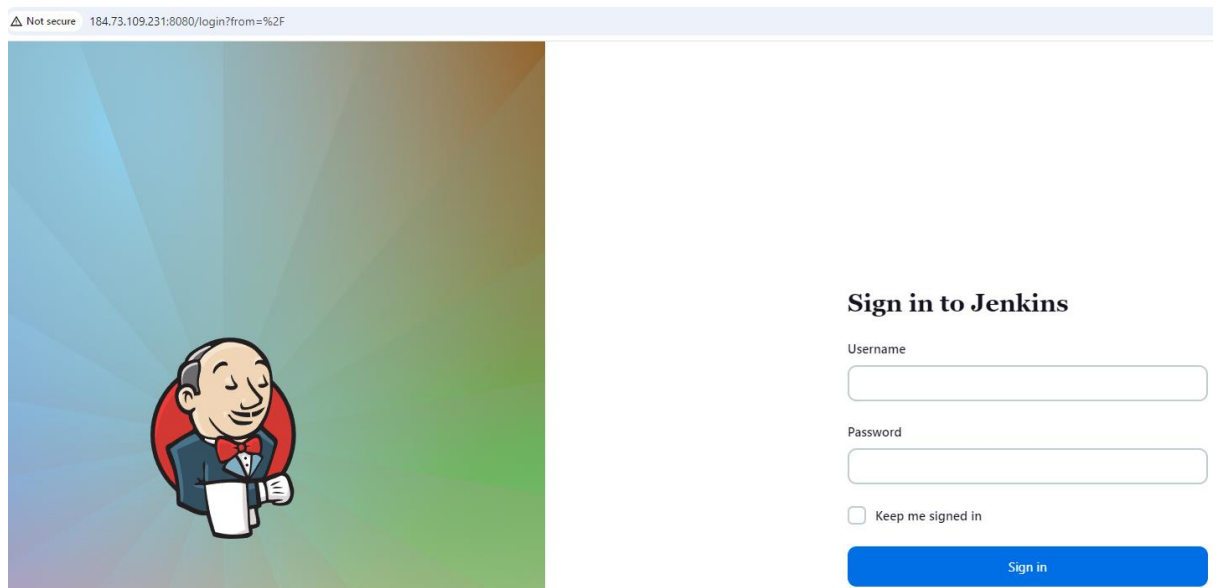 Not secure 184.73.109.231:8080/login?from=%2F
Sign in to Jenkins
Username
Password
Keep me signed in
Sign in